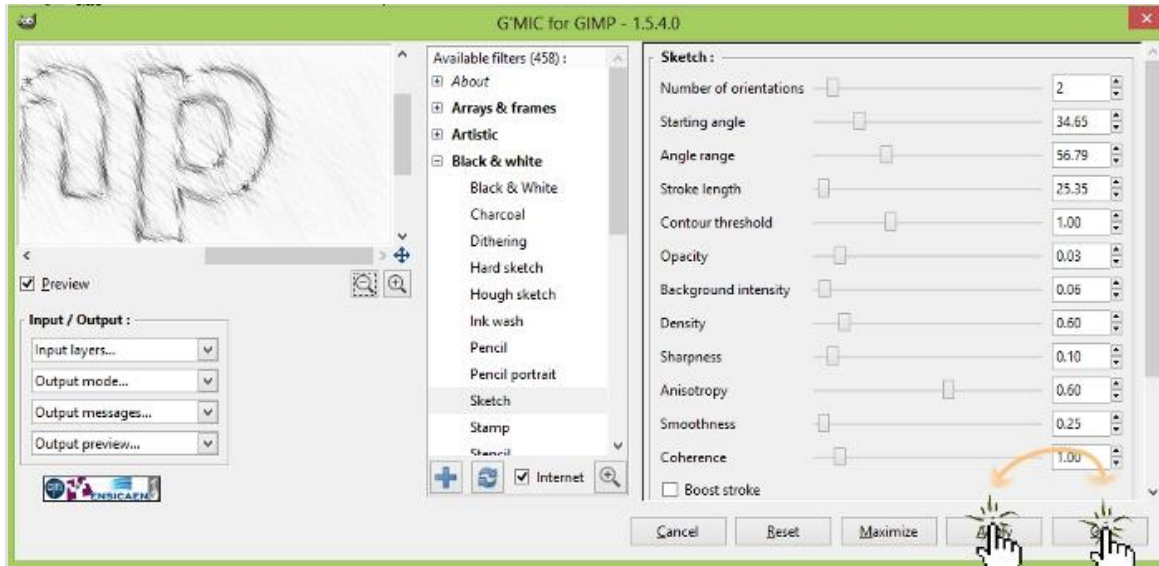 G'MIC for GIMP - 1.5.4.0
np
Preview
Input / Output :
Input layers...
Output mode...
Output messages...
Output preview...
ENSICAEN
Available filters (458) :
About
Arrays & frames
Artistic
Black & white
Black & White
Charcoal
Dithering
Hard sketch
Hough sketch
Ink wash
Pencil
Pencil portrait
Sketch
Stamp
Stencil
Internet
Sketch :
Number of orientations 2
Starting angle 34.65
Angle range 56.79
Stroke length 25.35
Contour threshold 1.00
Opacity 0.03
Background intensity 0.06
Density 0.60
Sharpness 0.10
Anisotropy 0.60
Smoothness 0.25
Coherence 1.00
Boost stroke
Cancel Reset Maximize